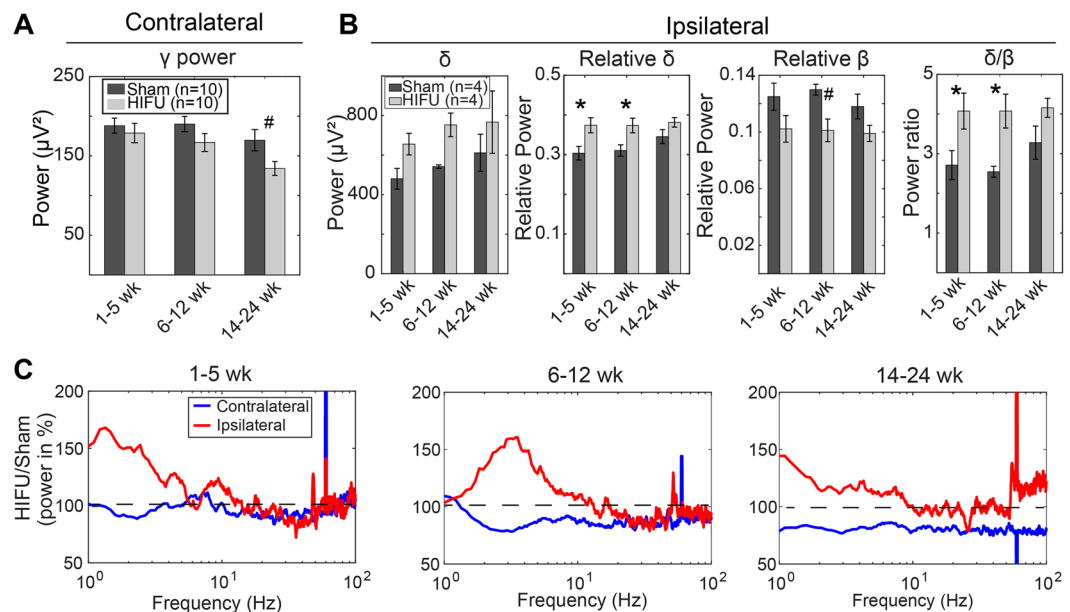 A
Contralateral
γ power
250
150
50
Power (µV²)
Sham (n=10)
HIFU (n=10)
#
1-5 wk
6-12 wk
14-24 wk
B
Ipsilateral
δ
800
400
0
Power (µV²)
Sham (n=4)
HIFU (n=4)
1-5 wk
6-12 wk
14-24 wk
Relative δ
0.5
0.3
0.1
Relative Power
* *
1-5 wk
6-12 wk
14-24 wk
Relative β
0.14
0.1
0.06
0.02
Relative Power
#
1-5 wk
6-12 wk
14-24 wk
δ/β
5
3
1
Power ratio
* *
1-5 wk
6-12 wk
14-24 wk
C
1-5 wk
200
150
100
50
HIFU/Sham
(power in %)
Contralateral
Ipsilateral
10⁰ 10¹ 10²
Frequency (Hz)
6-12 wk
200
150
100
50
10⁰ 10¹ 10²
Frequency (Hz)
14-24 wk
200
150
100
50
10⁰ 10¹ 10²
Frequency (Hz)